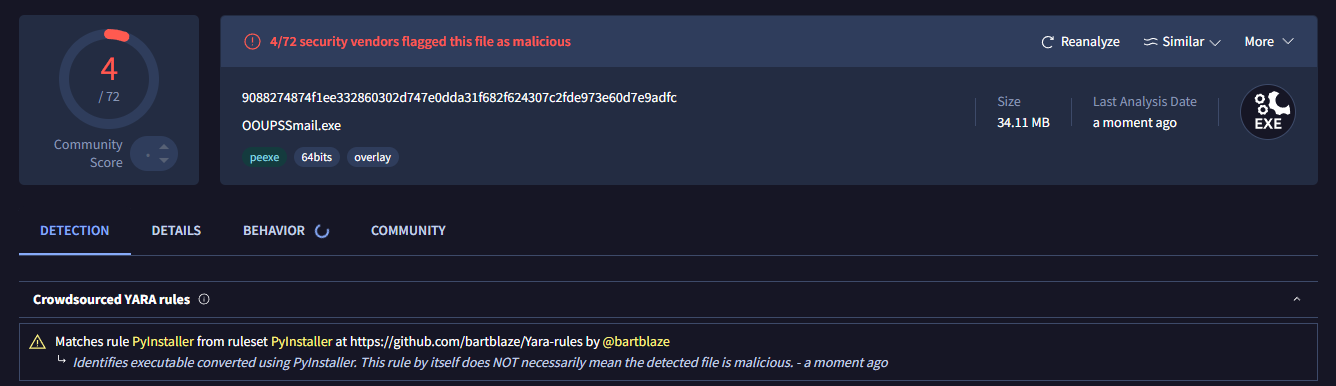 4
/ 72
Community
Score
4/72 security vendors flagged this file as malicious
Reanalyze
Similar
More
9088274874f1ee332860302d747e0dda31f682f624307c2fde973e60d7e9adfc
OOUPSSmail.exe
peexe
64bits
overlay
Size
34.11 MB
Last Analysis Date
a moment ago
EXE
DETECTION
DETAILS
BEHAVIOR
COMMUNITY
Crowdsourced YARA rules
Matches rule PyInstaller from ruleset PyInstaller at https://github.com/bartblaze/Yara-rules by @bartblaze
Identifies executable converted using PyInstaller. This rule by itself does NOT necessarily mean the detected file is malicious. - a moment ago